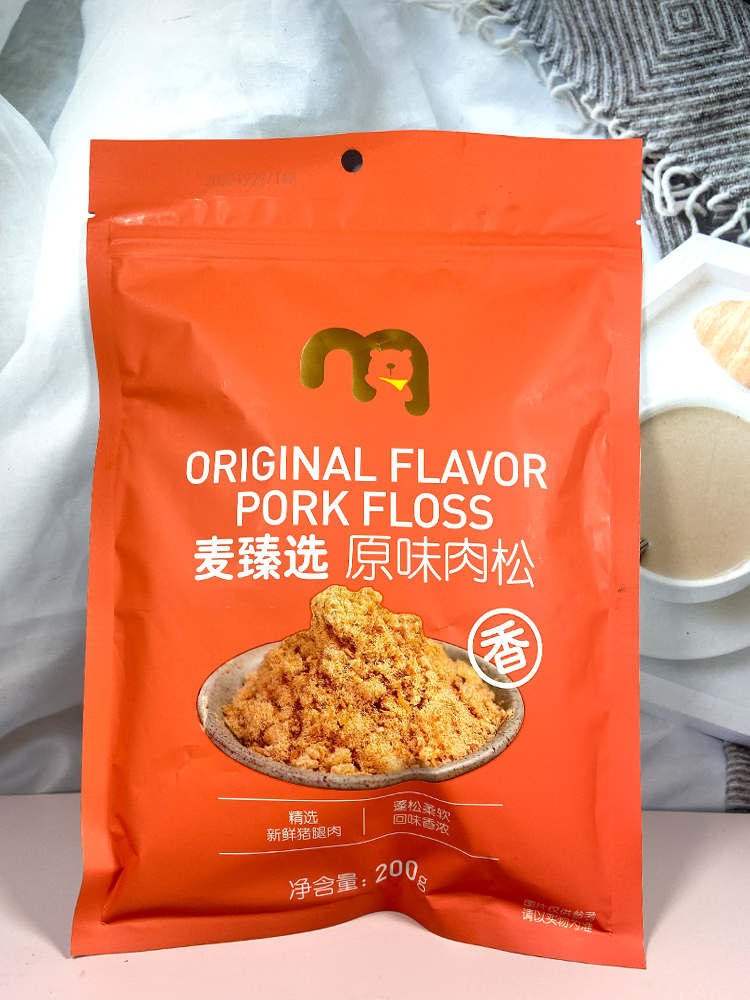 ORIGINAL FLAVOR
PORK FLOSS
麦臻选 原味肉松
香
精选
新鲜猪腿肉
蓬松柔软
回味香浓
净含量:200g
图片仅供参考
请以实物为准